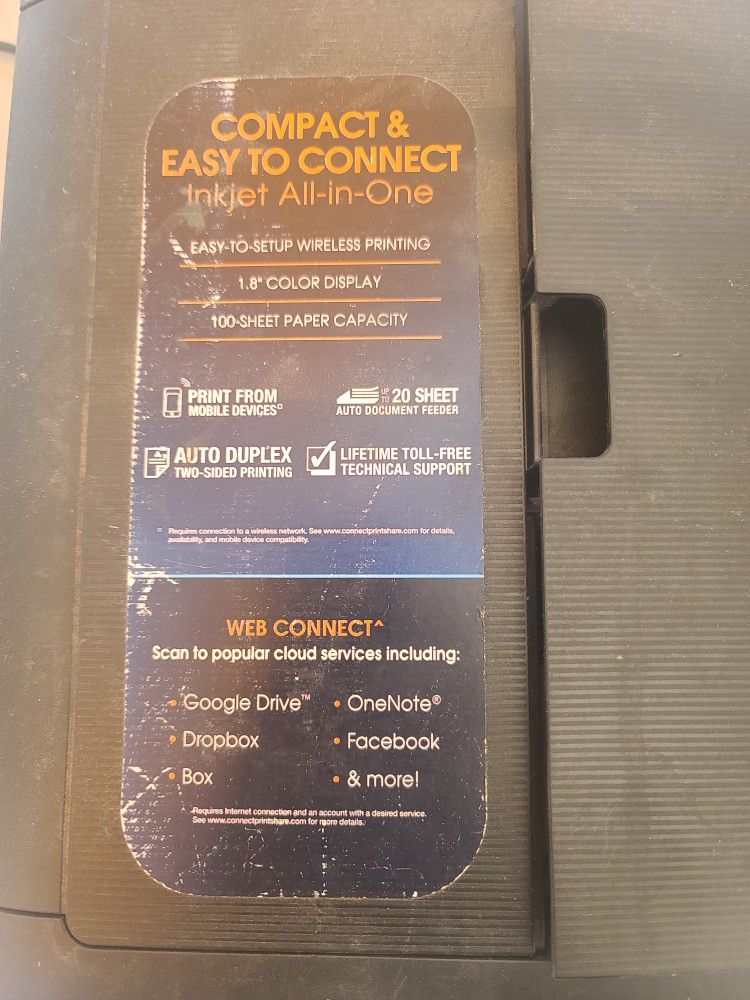 COMPACT &
EASY TO CONNECT
Inkjet All-in-One
EASY-TO-SETUP WIRELESS PRINTING
1.8" COLOR DISPLAY
100-SHEET PAPER CAPACITY
PRINT FROM
MOBILE DEVICES▫
UP TO 20 SHEET
AUTO DOCUMENT FEEDER
AUTO DUPLEX
TWO-SIDED PRINTING
LIFETIME TOLL-FREE
TECHNICAL SUPPORT
▫ Requires connection to a wireless network. See www.connectprintshare.com for details,
availability, and mobile device compatibility.
WEB CONNECT^
Scan to popular cloud services including:
• Google Drive™
• Dropbox
• Box
• OneNote®
• Facebook
• & more!
^ Requires Internet connection and an account with a desired service.
See www.connectprintshare.com for more details.